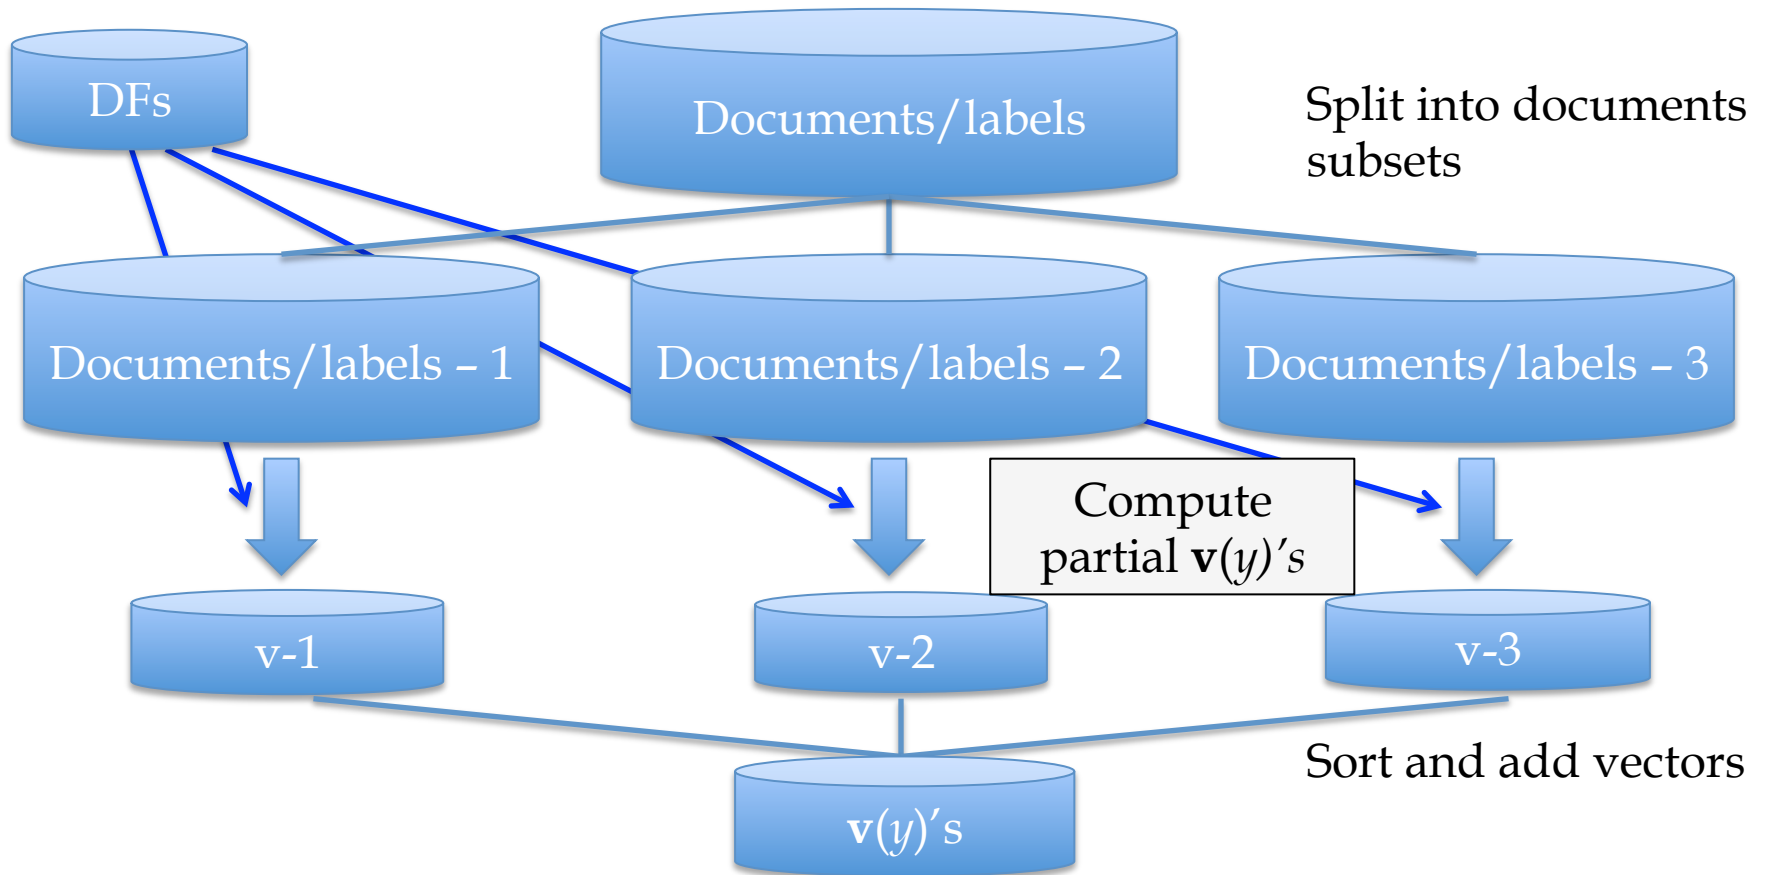 DFs
Documents/labels
Split into documents
subsets
Documents/labels – 1
Documents/labels – 2
Documents/labels – 3
Compute
partial v(y)'s
v-1
v-2
v-3
Sort and add vectors
v(y)'s